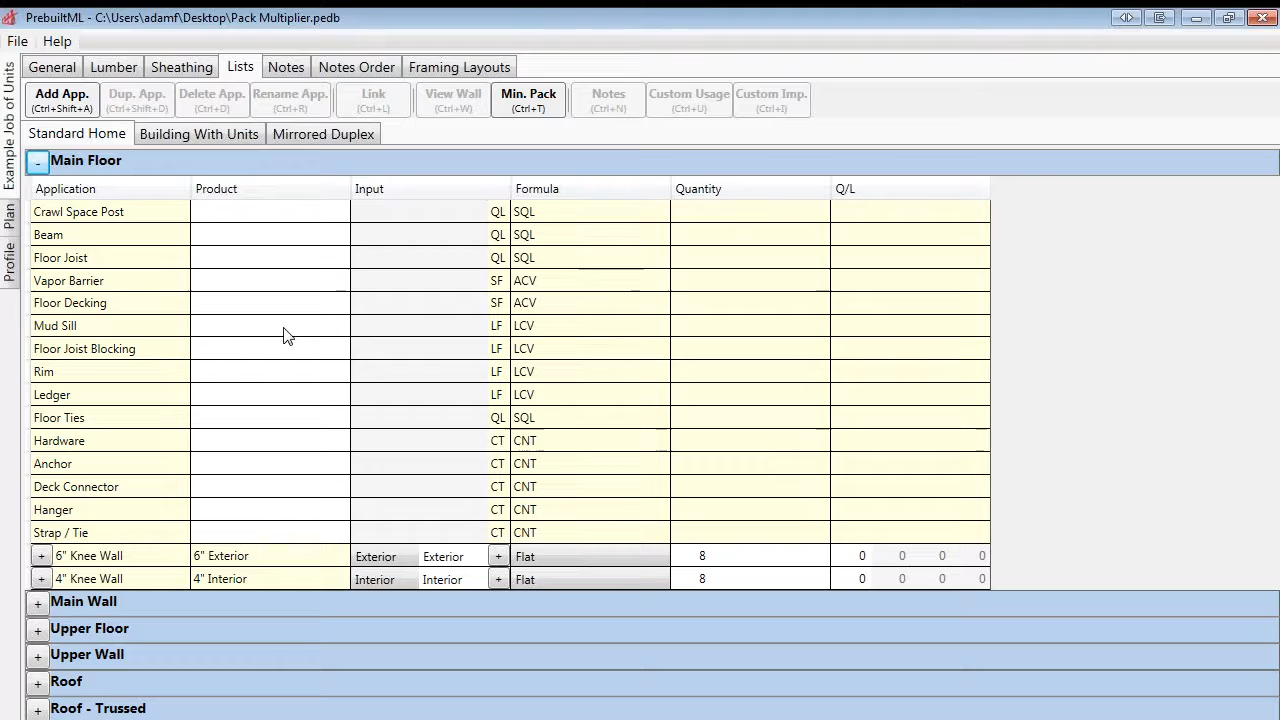 PrebuiltML - C:\Users\adamf\Desktop\Pack Multiplier.pedb
File Help
Example Job of Units
Plan
Profile
General Lumber Sheathing Lists Notes Notes Order Framing Layouts
Add App. Dup. App. Delete App. Rename App. Link View Wall Min. Pack Notes Custom Usage Custom Imp.
(Ctrl+Shift+A) (Ctrl+Shift+D) (Ctrl+D) (Ctrl+R) (Ctrl+L) (Ctrl+W) (Ctrl+T) (Ctrl+N) (Ctrl+U) (Ctrl+I)
Standard Home Building With Units Mirrored Duplex
- Main Floor
Application Product Input Formula Quantity Q/L
Crawl Space Post QL SQL
Beam QL SQL
Floor Joist QL SQL
Vapor Barrier SF ACV
Floor Decking SF ACV
Mud Sill LF LCV
Floor Joist Blocking LF LCV
Rim LF LCV
Ledger LF LCV
Floor Ties QL SQL
Hardware CT CNT
Anchor CT CNT
Deck Connector CT CNT
Hanger CT CNT
Strap / Tie CT CNT
+ 6" Knee Wall 6" Exterior Exterior Exterior + Flat 8 0 0 0 0
+ 4" Knee Wall 4" Interior Interior Interior + Flat 8 0 0 0 0
+ Main Wall
+ Upper Floor
+ Upper Wall
+ Roof
+ Roof - Trussed